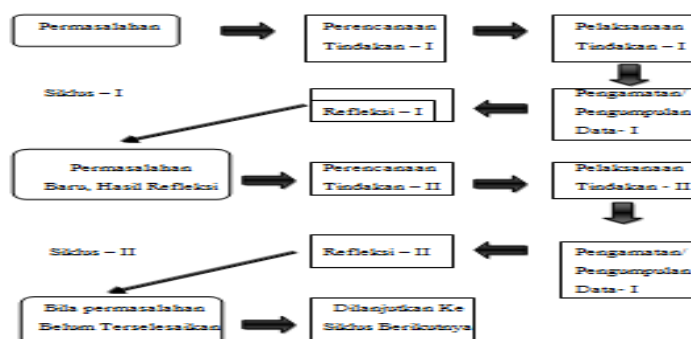 Permasalahan
Perencanaan
Tindakan – I
Pelaksanaan
Tindakan – I
Siklus – I
Refleksi – I
Pengamatan/
Pengumpulan
Data- I
Permasalahan
Baru, Hasil Refleksi
Perencanaan
Tindakan – II
Pelaksanaan
Tindakan - II
Siklus – II
Refleksi – II
Pengamatan/
Pengumpulan
Data- I
Bila permasalahan
Belum Terselesaikan
Dilanjutkan Ke
Siklus Berikutnya